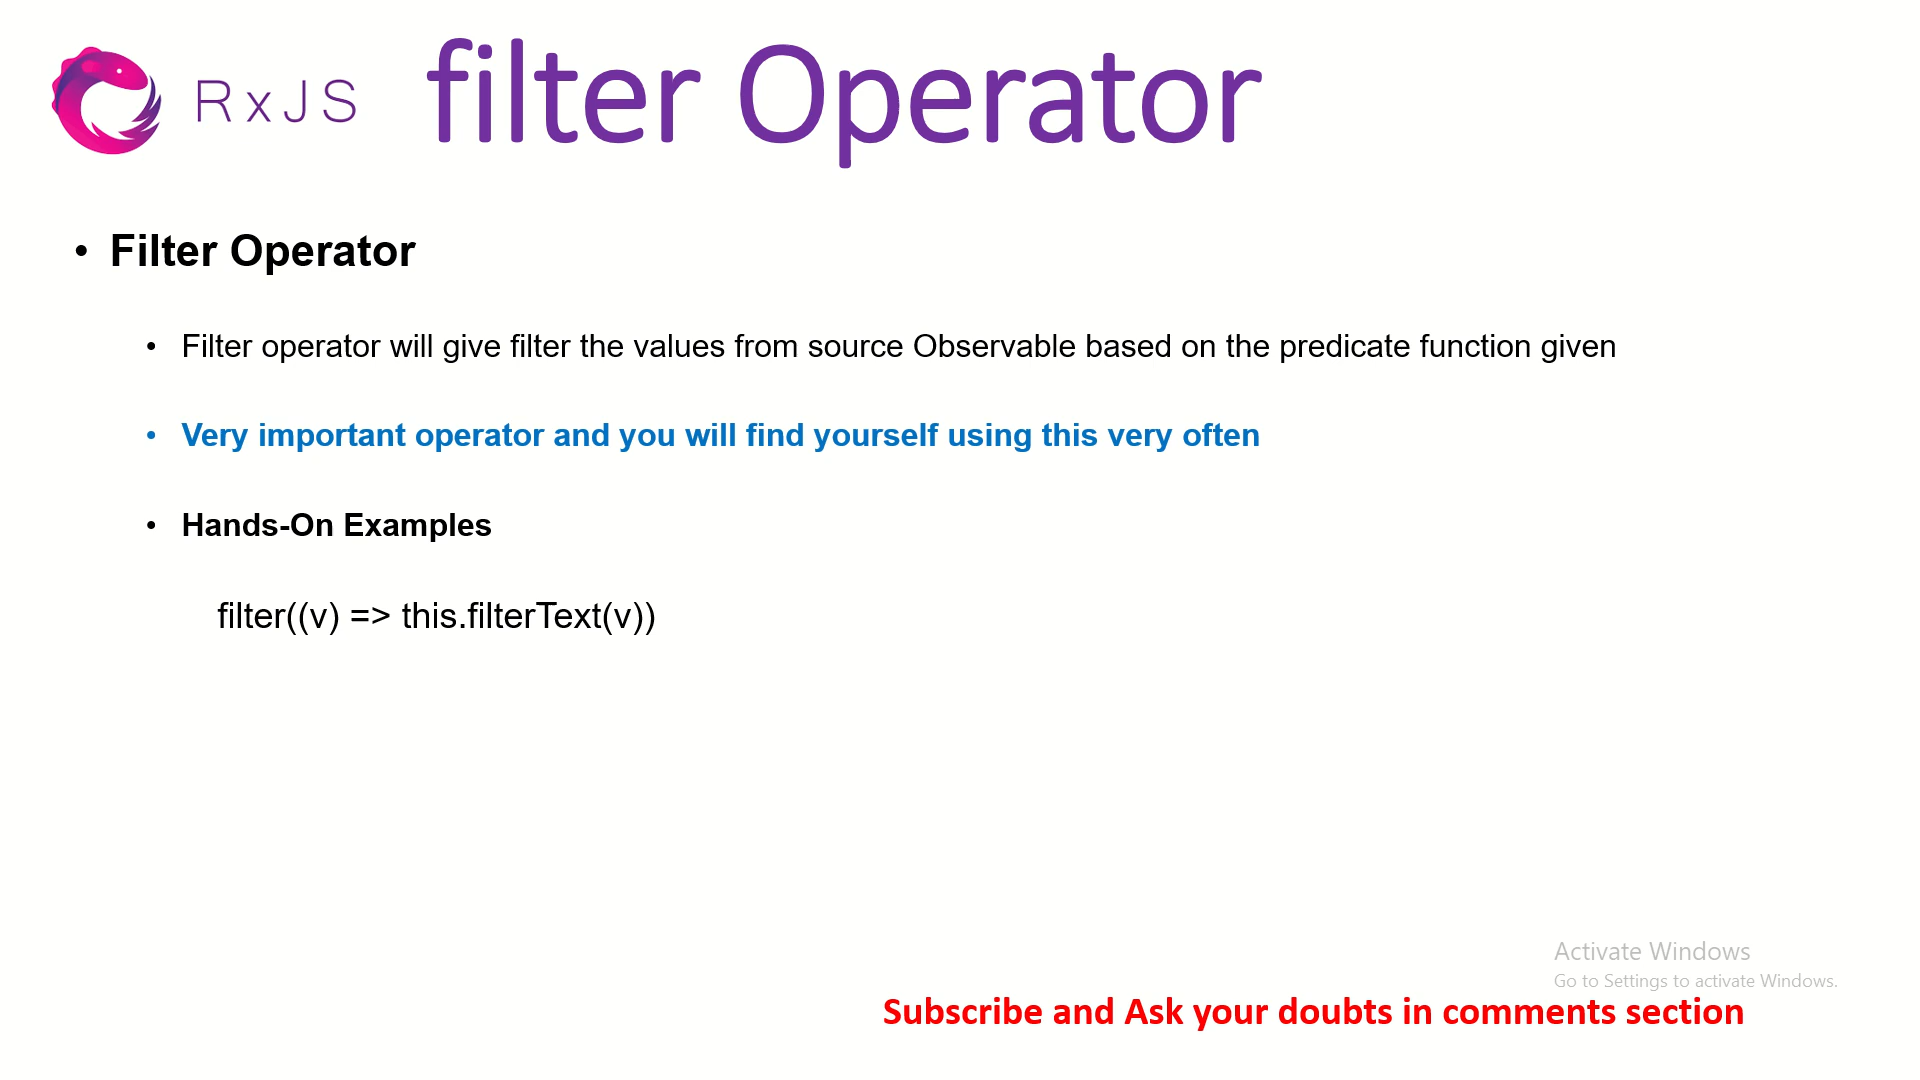 RxJS
filter Operator
• Filter Operator
• Filter operator will give filter the values from source Observable based on the predicate function given
• Very important operator and you will find yourself using this very often
• Hands-On Examples
filter((v) => this.filterText(v))
Activate Windows
Go to Settings to activate Windows.
Subscribe and Ask your doubts in comments section